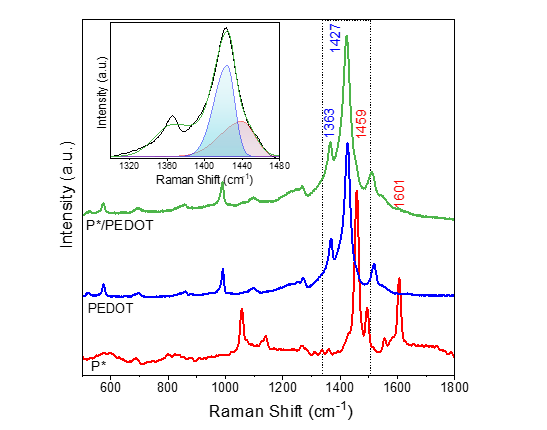 Intensity (a.u.)
1320 1360 1400 1440 1480
Raman Shift (cm-1)
1427
1363
1459
1601
Intensity (a.u.)
P*/PEDOT
PEDOT
P*
600 800 1000 1200 1400 1600 1800
Raman Shift (cm-1)